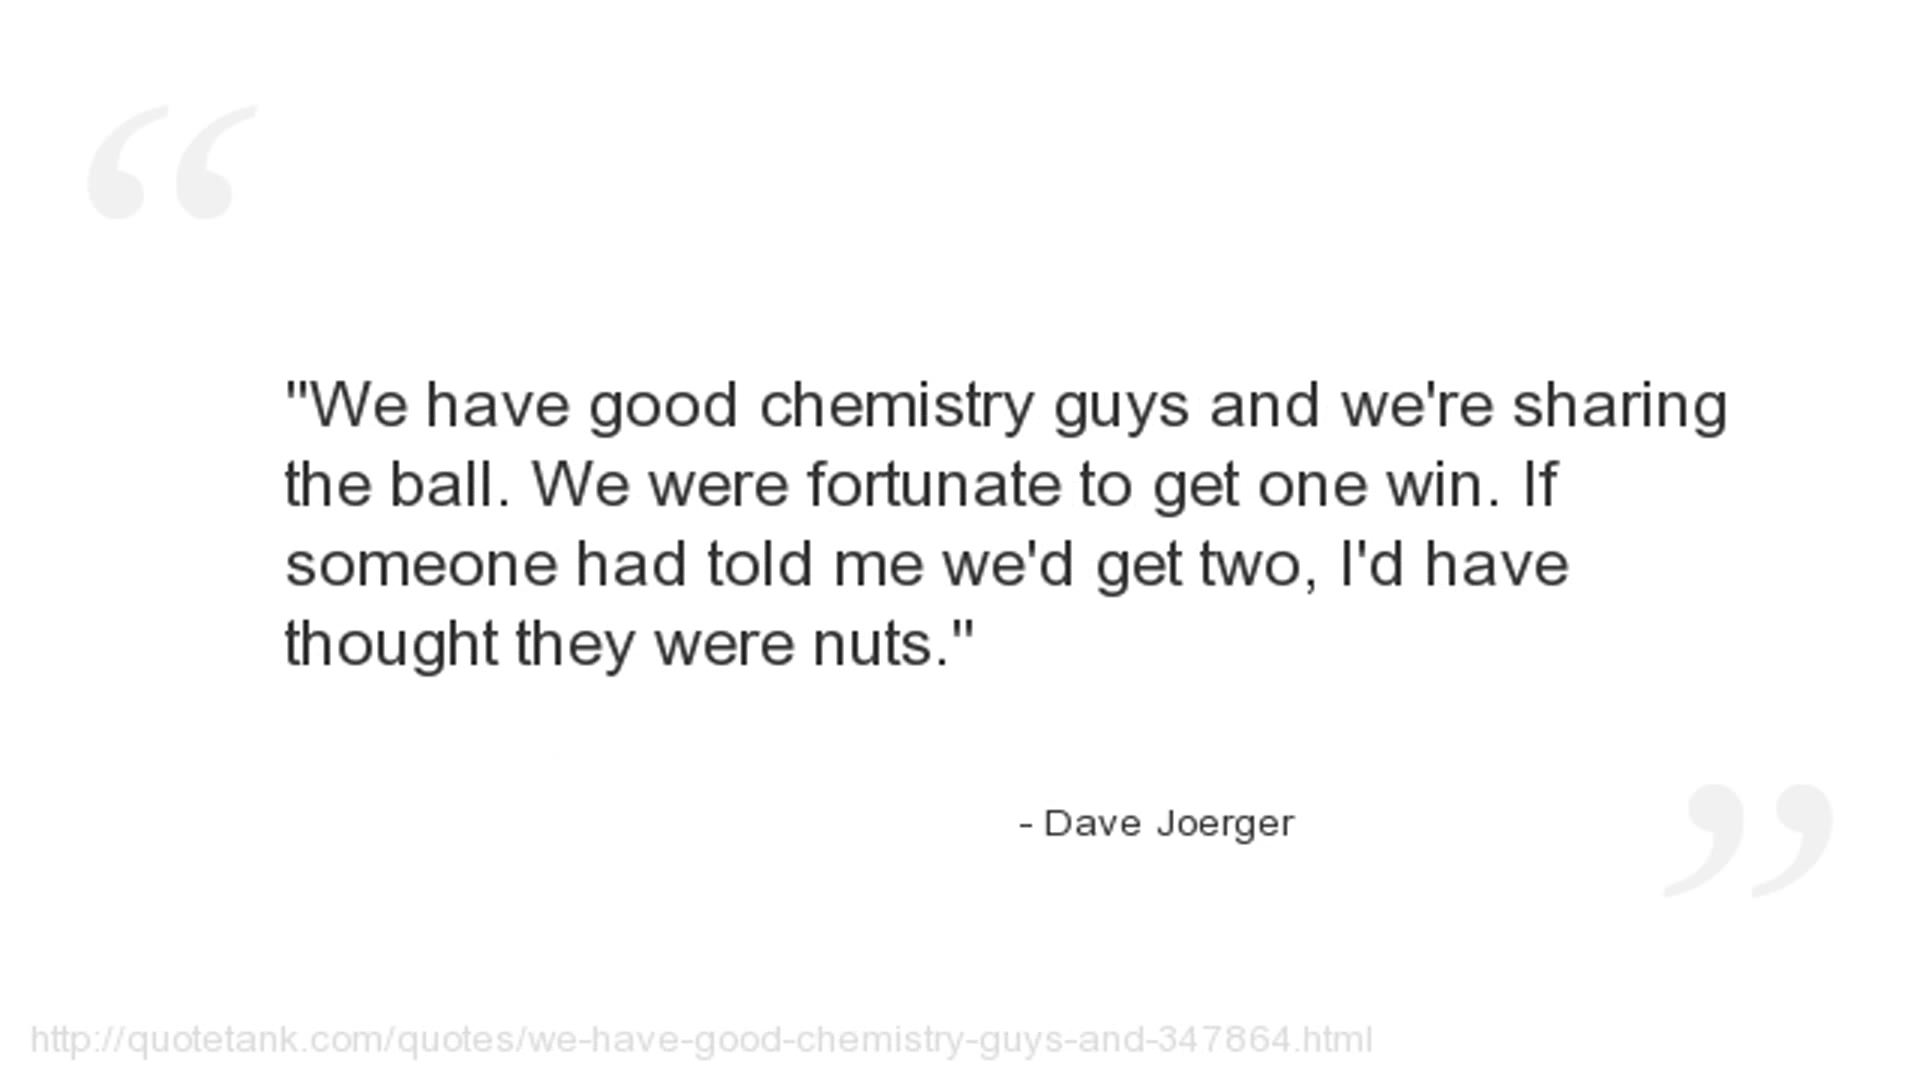 "We have good chemistry guys and we're sharing
the ball. We were fortunate to get one win. If
someone had told me we'd get two, I'd have
thought they were nuts."
- Dave Joerger
http://quotetank.com/quotes/we-have-good-chemistry-guys-and-347864.html